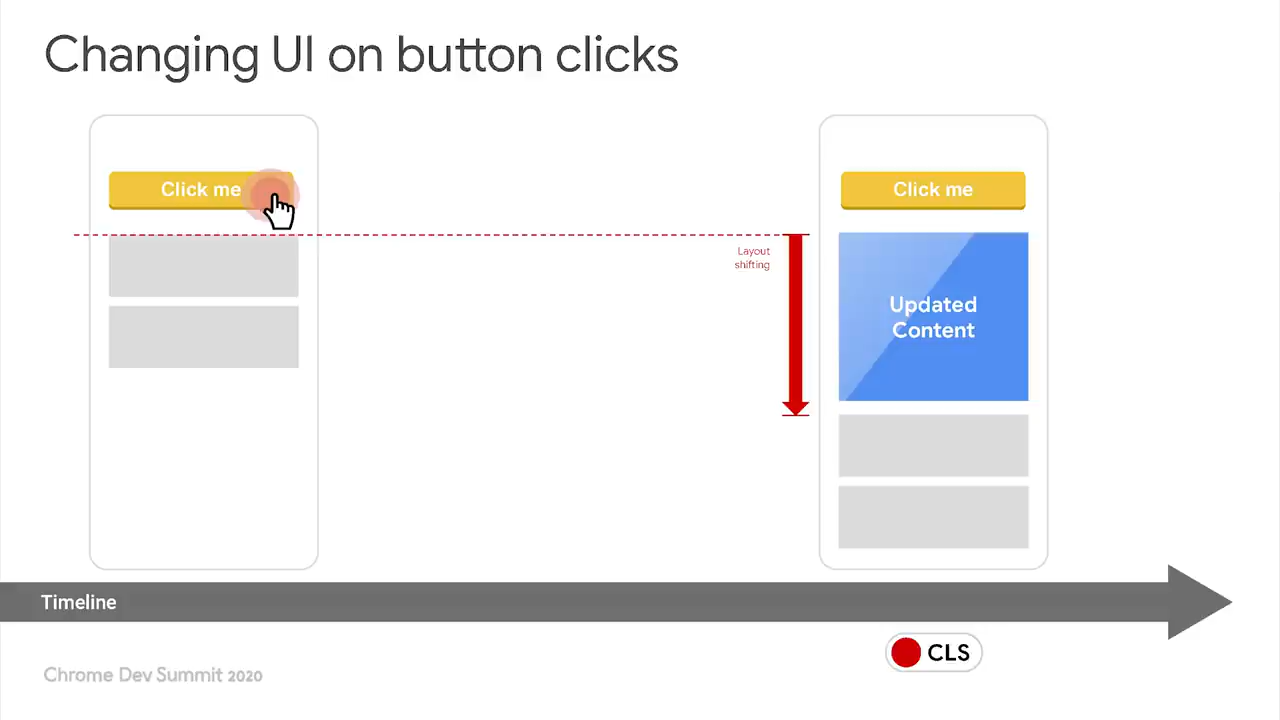 Changing UI on button clicks
Click me
Click me
Layout
shifting
Updated
Content
Timeline
CLS
Chrome Dev Summit 2020